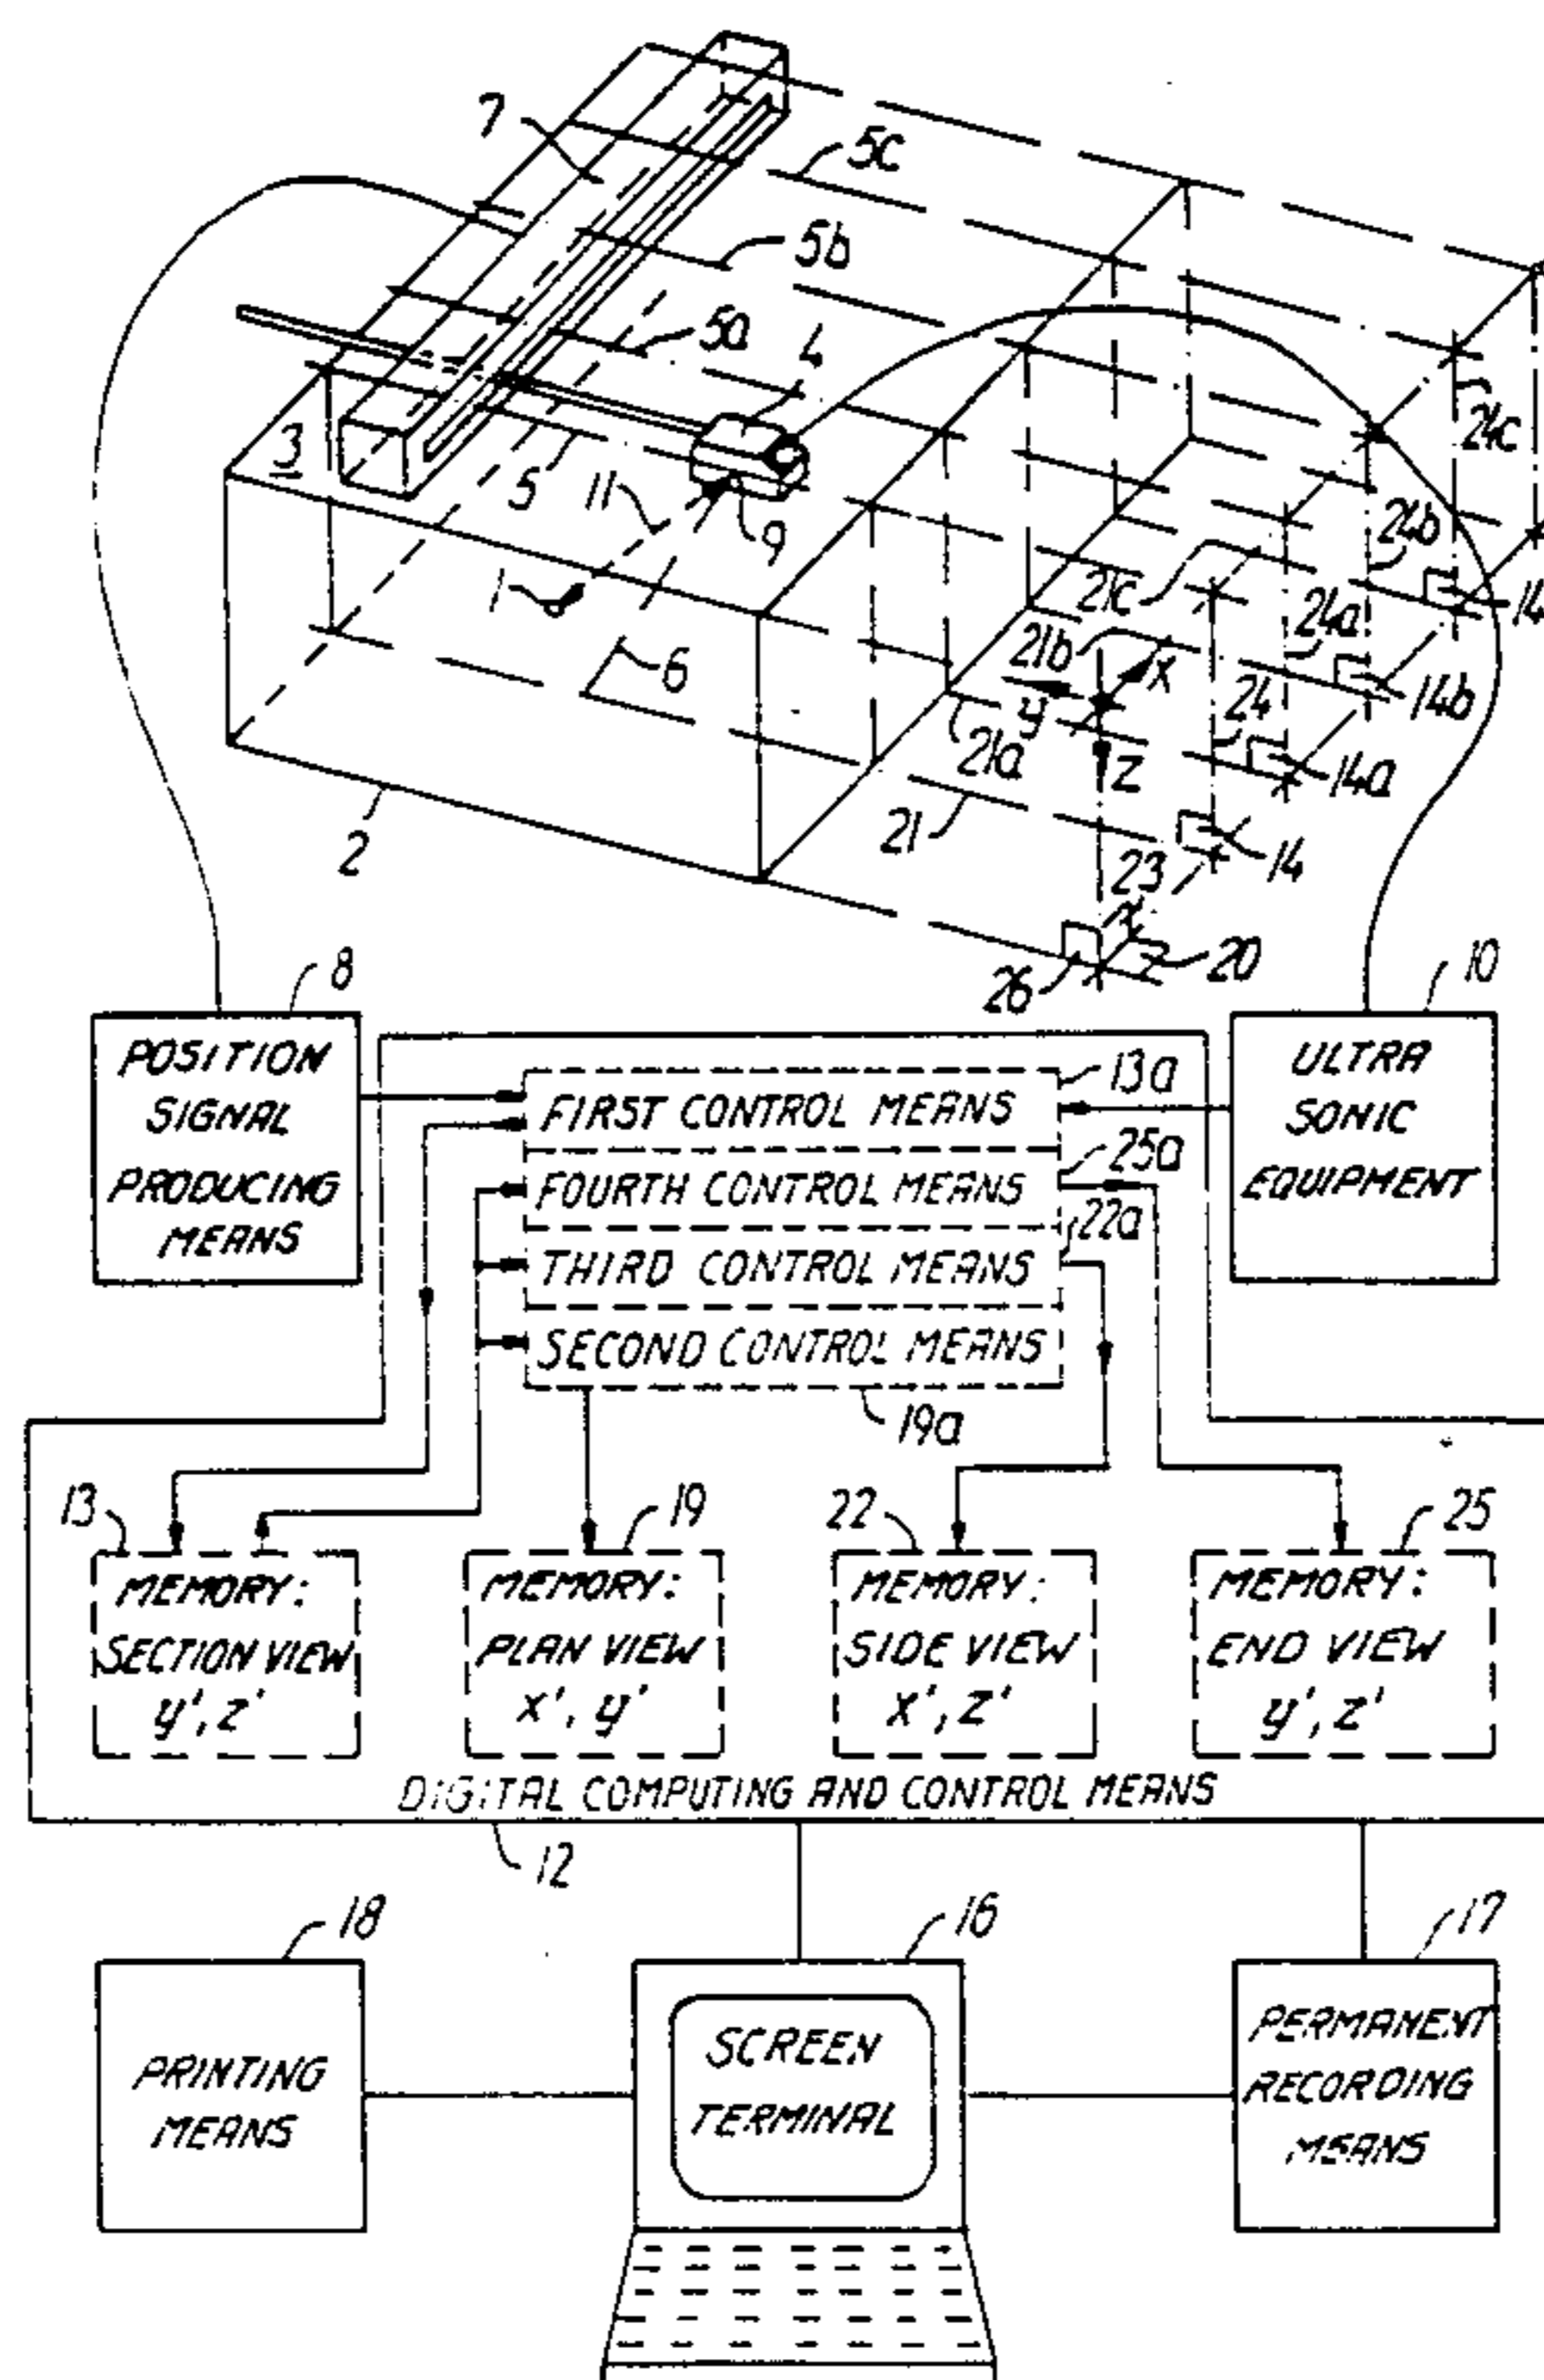 7
5c
5b
5a
4
3
5
11
9
1
6
2
24c
24b
21c
14
24a
21b
X
14b
y
24
21a
Z
14a
21
14
23
x'
26
20
8
10
POSITION
SIGNAL
PRODUCING
MEANS
13a
FIRST CONTROL MEANS
25a
FOURTH CONTROL MEANS
22a
THIRD CONTROL MEANS
SECOND CONTROL MEANS
19a
ULTRA
SONIC
EQUIPMENT
13
19
22
25
MEMORY:
SECTION VIEW
y', z'
MEMORY:
PLAN VIEW
x', y'
MEMORY:
SIDE VIEW
x', z'
MEMORY:
END VIEW
y', z'
DIGITAL COMPUTING AND CONTROL MEANS
12
18
16
17
PRINTING
MEANS
SCREEN
TERMINAL
PERMANENT
RECORDING
MEANS